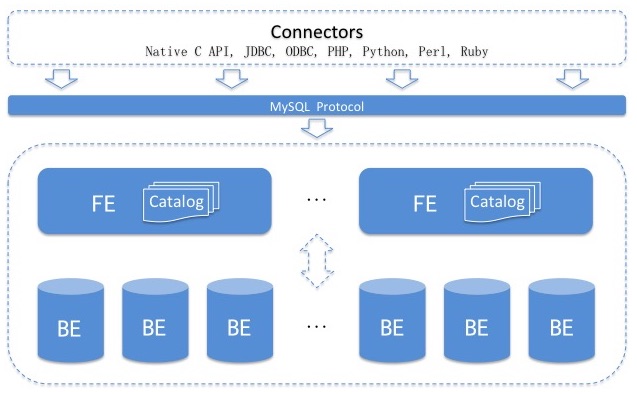 Connectors
Native C API, JDBC, ODBC, PHP, Python, Perl, Ruby
MySQL Protocol
FE Catalog ... FE Catalog
BE BE BE ... BE BE BE